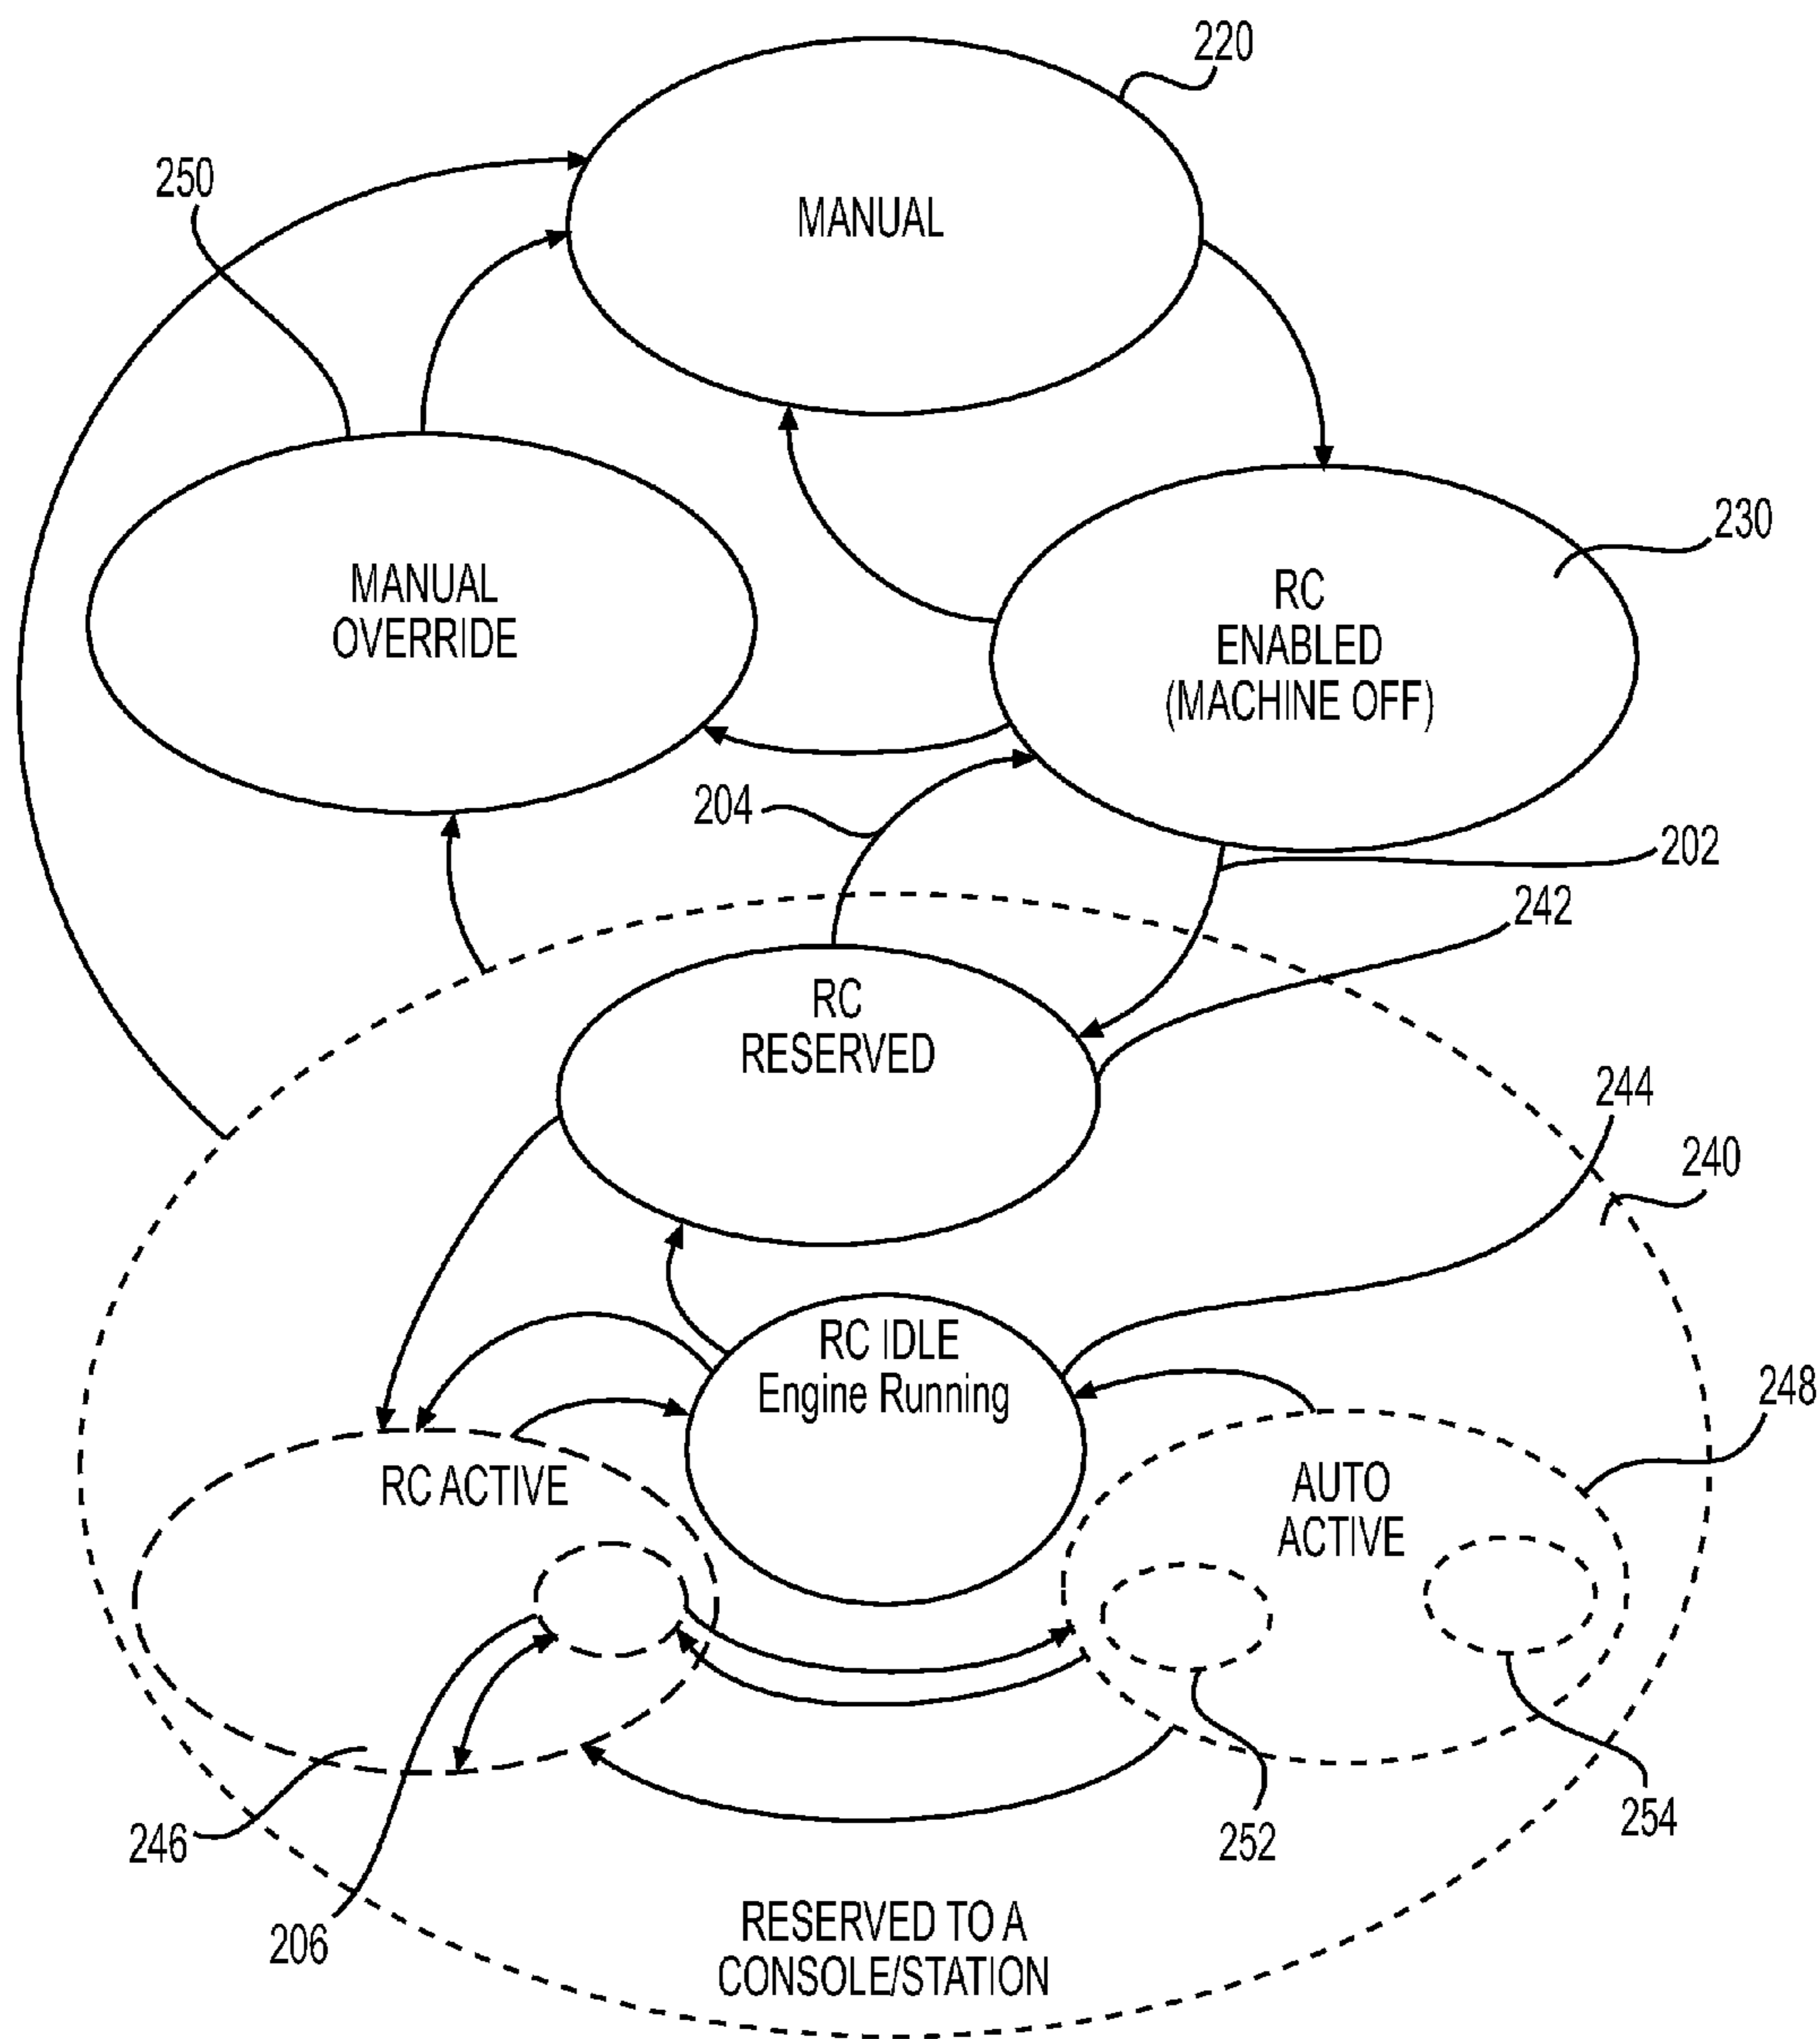 220
250
MANUAL
230
MANUAL
OVERRIDE
RC
ENABLED
(MACHINE OFF)
204
202
242
RC
RESERVED
244
240
RC IDLE
Engine Running
248
RC ACTIVE
AUTO
ACTIVE
246
252
254
206
RESERVED TO A
CONSOLE/STATION